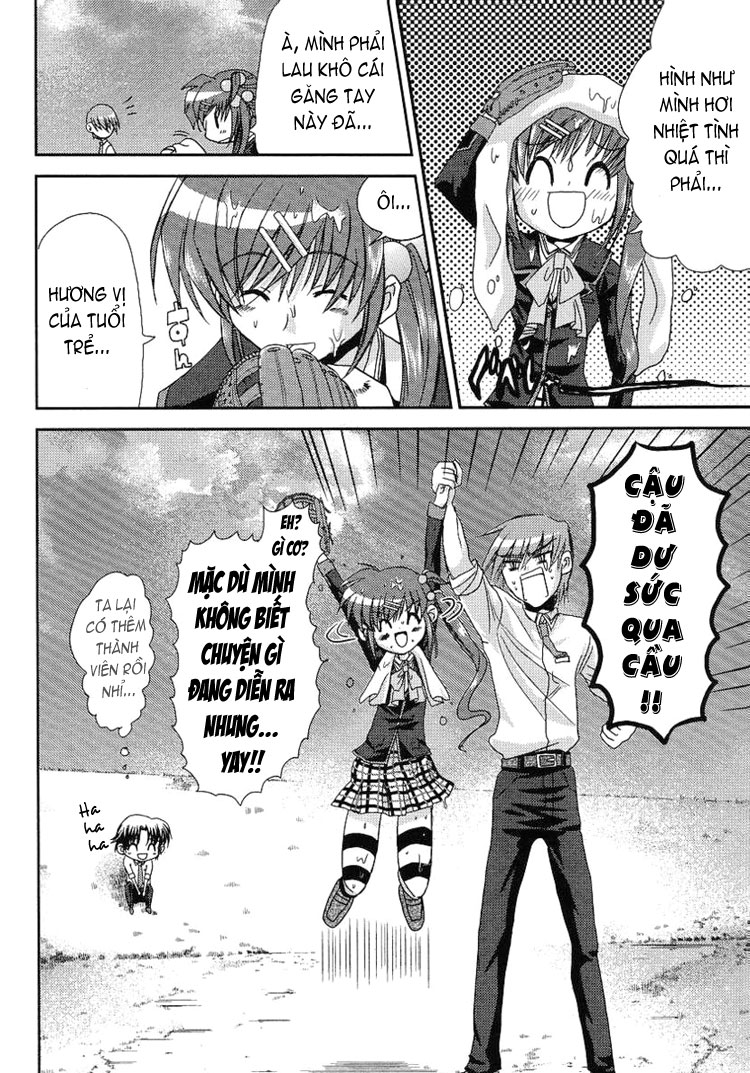 HÌNH NHƯ
MÌNH HƠI
NHIỆT TÌNH
QUÁ THÌ
PHẢI...
À, MÌNH PHẢI
LAU KHÔ CÁI
GĂNG TAY
NÀY ĐÃ...
ÔI...
HƯƠNG VỊ
CỦA TUỔI
TRẺ...
CẬU
ĐÃ
DƯ
SỨC
QUA
CẦU
!!
EH?
GÌ CƠ?
MẶC DÙ MÌNH
KHÔNG BIẾT
CHUYỆN GÌ
ĐANG DIỄN RA
NHƯNG...
YAY!!
TA LẠI
CÓ THÊM
THÀNH
VIÊN RỒI
NHỈ...
Ha
ha
ha